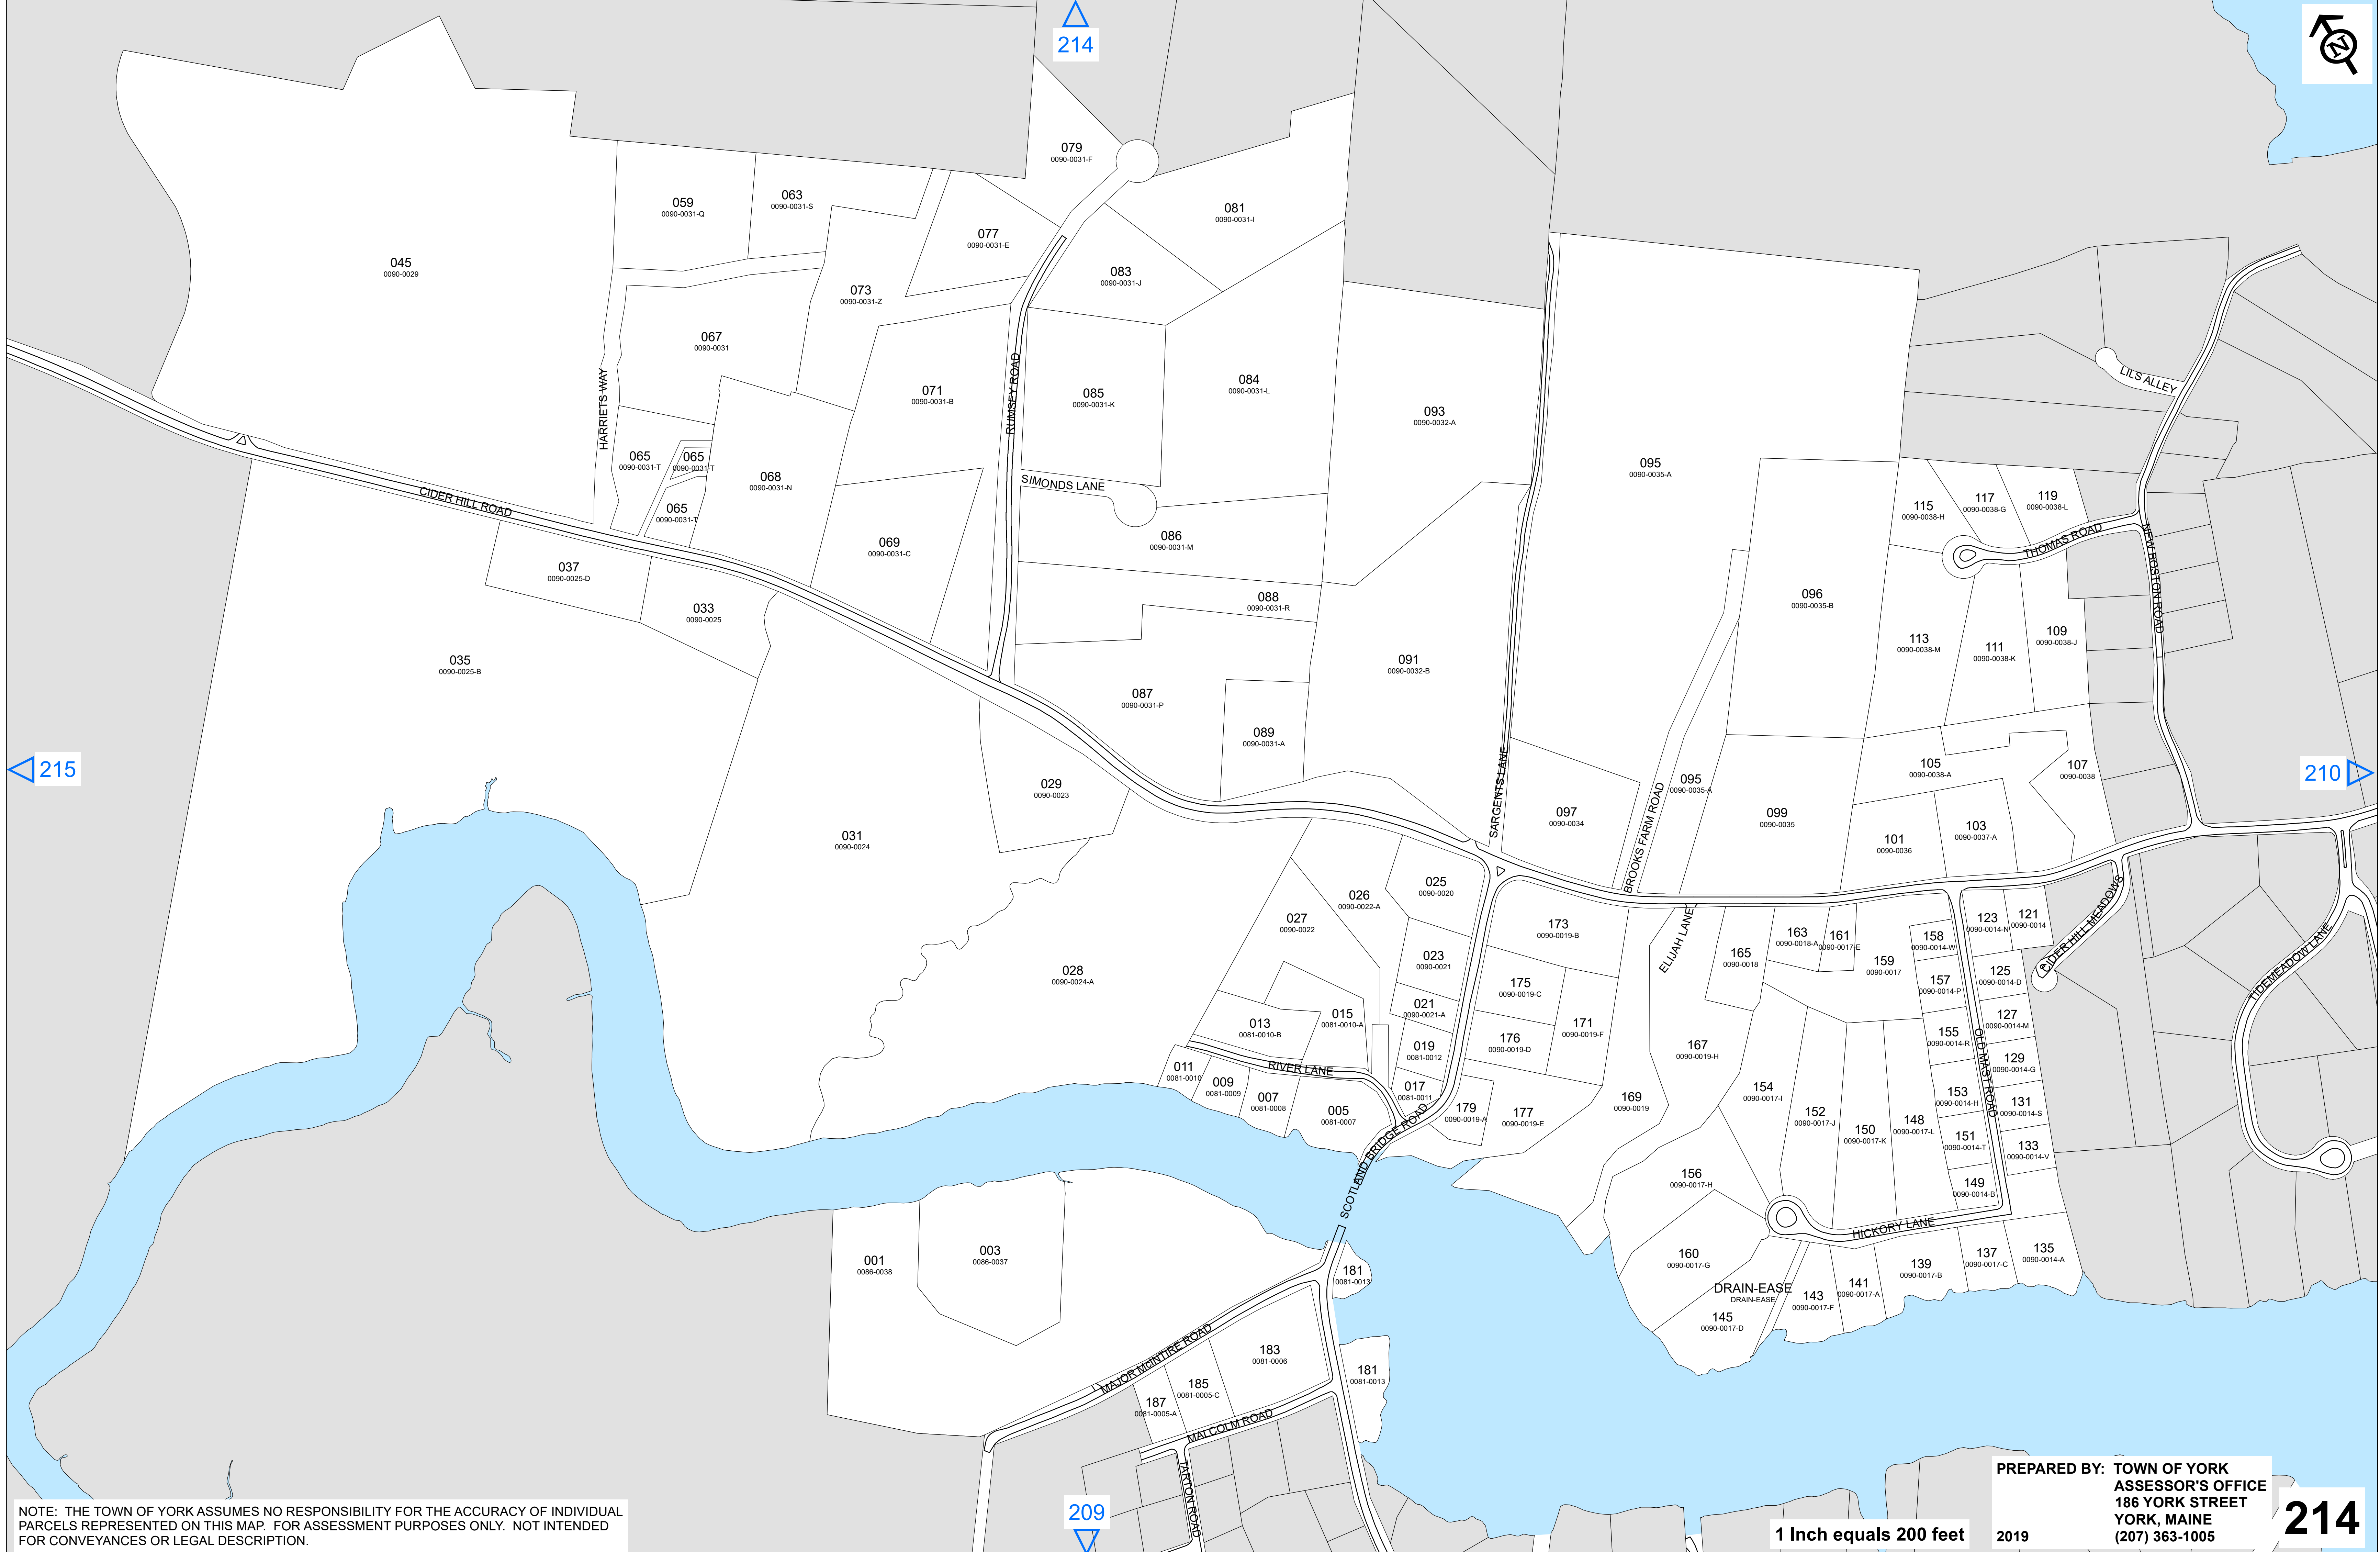 214
N
079
0090-0031-F
059
0090-0031-Q
063
0090-0031-S
081
0090-0031-I
077
0090-0031-E
045
0090-0029
083
0090-0031-J
073
0090-0031-Z
067
0090-0031
HARRIETS WAY
071
0090-0031-B
RUMSEY ROAD
085
0090-0031-K
084
0090-0031-L
093
0090-0032-A
LILS ALLEY
065
0090-0031-T
065
0090-0031-T
065
0090-0031-T
068
0090-0031-N
SIMONDS LANE
095
0090-0035-A
CIDER HILL ROAD
115
0090-0038-H
117
0090-0038-G
119
0090-0038-L
THOMAS ROAD
NEW BOSTON ROAD
069
0090-0031-C
086
0090-0031-M
037
0090-0025-D
033
0090-0025
088
0090-0031-R
096
0090-0035-B
035
0090-0025-B
091
0090-0032-B
113
0090-0038-M
111
0090-0038-K
109
0090-0038-J
087
0090-0031-P
089
0090-0031-A
215
029
0090-0023
SARGENTS LANE
097
0090-0034
BROOKS FARM ROAD
095
0090-0035-A
099
0090-0035
105
0090-0038-A
107
0090-0038
210
031
0090-0024
101
0090-0036
103
0090-0037-A
026
0090-0022-A
025
0090-0020
027
0090-0022
173
0090-0019-B
ELIJAH LANE
165
0090-0018
163
0090-0018-A
161
0090-0017-E
159
0090-0017
158
0090-0014-W
123
0090-0014-N
121
0090-0014
CIDER HILL MEADOWS
TIDEMEADOW LANE
028
0090-0024-A
023
0090-0021
175
0090-0019-C
157
0090-0014-P
125
0090-0014-D
013
0081-0010-B
015
0081-0010-A
021
0090-0021-A
171
0090-0019-F
127
0090-0014-M
019
0081-0012
176
0090-0019-D
167
0090-0019-H
155
0090-0014-R
OLD MAST ROAD
129
0090-0014-G
RIVER LANE
011
0081-0010
009
0081-0009
007
0081-0008
005
0081-0007
017
0081-0011
179
0090-0019-A
177
0090-0019-E
169
0090-0019
154
0090-0017-I
152
0090-0017-J
150
0090-0017-K
148
0090-0017-L
153
0090-0014-H
131
0090-0014-S
151
0090-0014-T
133
0090-0014-V
SCOTLAND BRIDGE ROAD
156
0090-0017-H
149
0090-0014-B
HICKORY LANE
001
0086-0038
003
0086-0037
181
0081-0013
160
0090-0017-G
DRAIN-EASE
DRAIN-EASE
145
0090-0017-D
143
0090-0017-F
141
0090-0017-A
139
0090-0017-B
137
0090-0017-C
135
0090-0014-A
MAJOR McINTIRE ROAD
183
0081-0006
185
0081-0005-C
187
0081-0005-A
181
0081-0013
MALCOLM ROAD
TARTON ROAD
209
NOTE: THE TOWN OF YORK ASSUMES NO RESPONSIBILITY FOR THE ACCURACY OF INDIVIDUAL
PARCELS REPRESENTED ON THIS MAP. FOR ASSESSMENT PURPOSES ONLY. NOT INTENDED
FOR CONVEYANCES OR LEGAL DESCRIPTION.
1 Inch equals 200 feet
PREPARED BY: TOWN OF YORK
ASSESSOR'S OFFICE
186 YORK STREET
YORK, MAINE
2019 (207) 363-1005
214